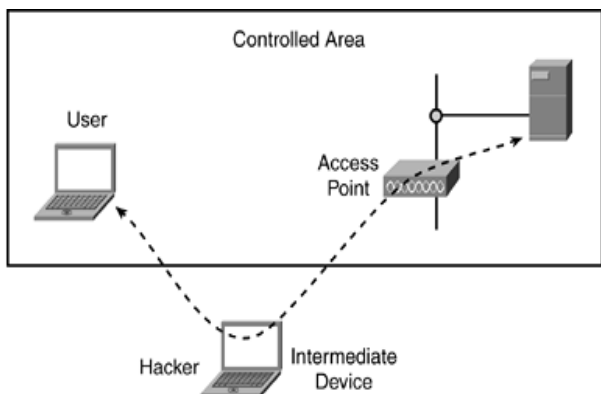 Controlled Area
User
Access
Point
Hacker
Intermediate
Device